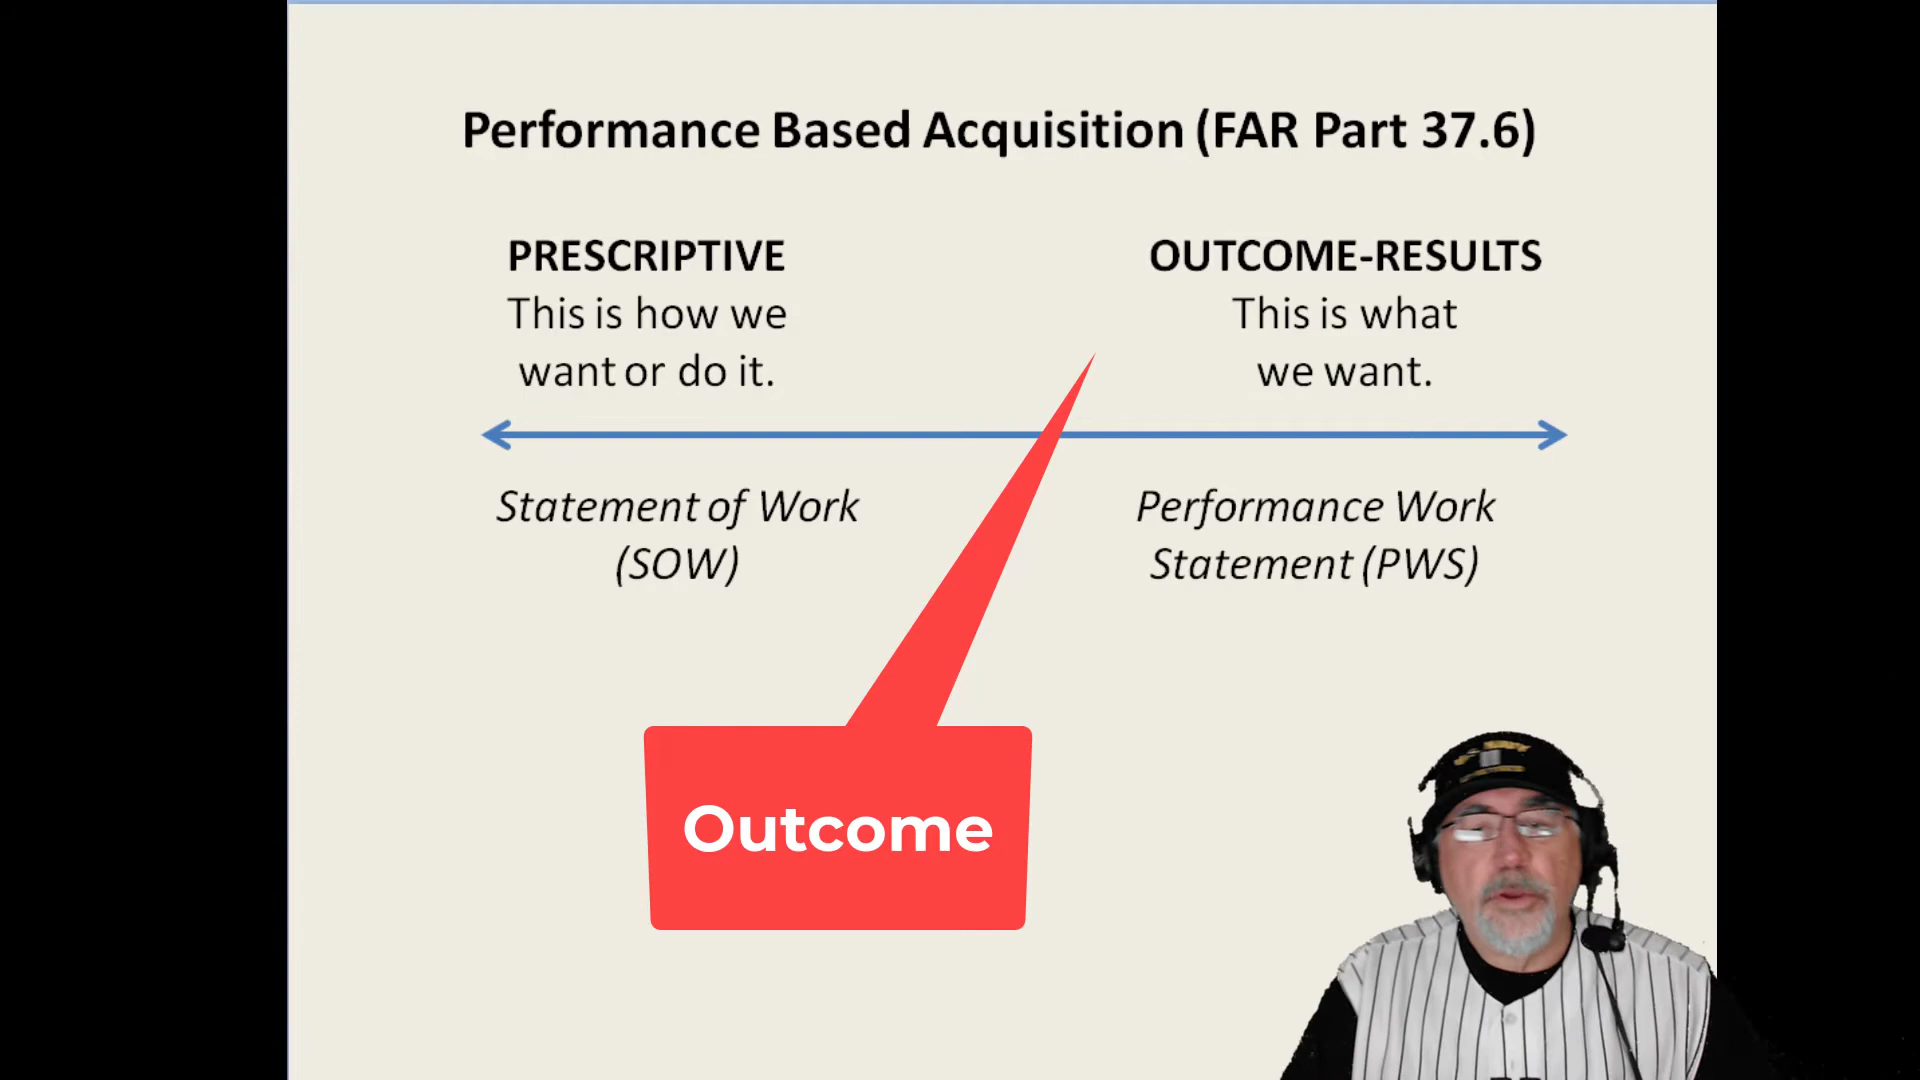 Performance Based Acquisition (FAR Part 37.6)
PRESCRIPTIVE
This is how we
want or do it.
OUTCOME-RESULTS
This is what
we want.
Statement of Work
(SOW)
Performance Work
Statement (PWS)
Outcome